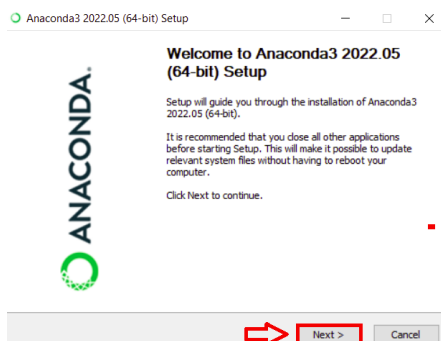 Anaconda3 2022.05 (64-bit) Setup
Welcome to Anaconda3 2022.05
(64-bit) Setup
Setup will guide you through the installation of Anaconda3
2022.05 (64-bit).
It is recommended that you close all other applications
before starting Setup. This will make it possible to update
relevant system files without having to reboot your
computer.
Click Next to continue.
ANACONDA.
Next >
Cancel